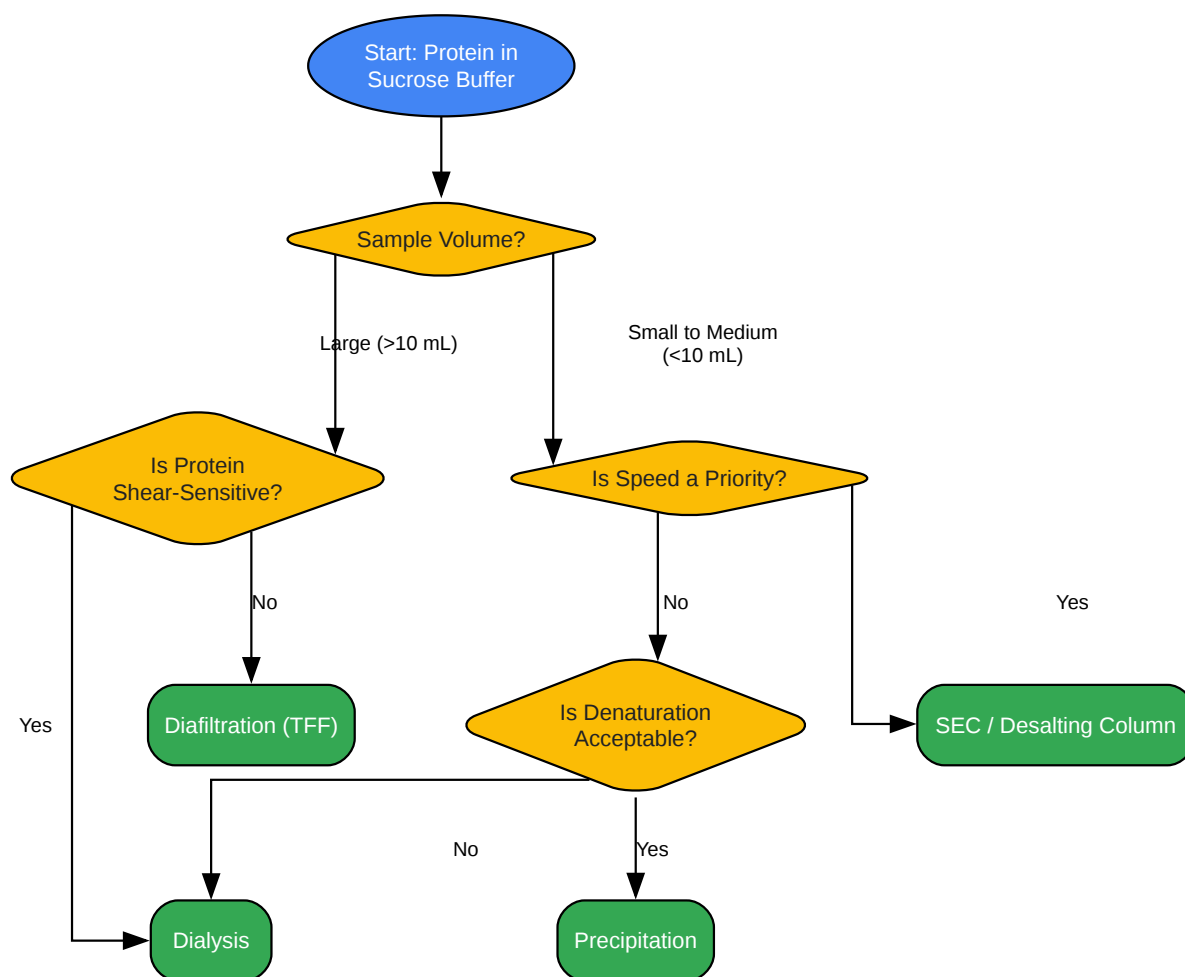 Start: Protein in
Sucrose Buffer
Sample Volume?
Large (>10 mL)
Small to Medium
(<10 mL)
Is Protein
Shear-Sensitive?
Is Speed a Priority?
No
No
Yes
Yes
Diafiltration (TFF)
Is Denaturation
Acceptable?
SEC / Desalting Column
No
Yes
Dialysis
Precipitation